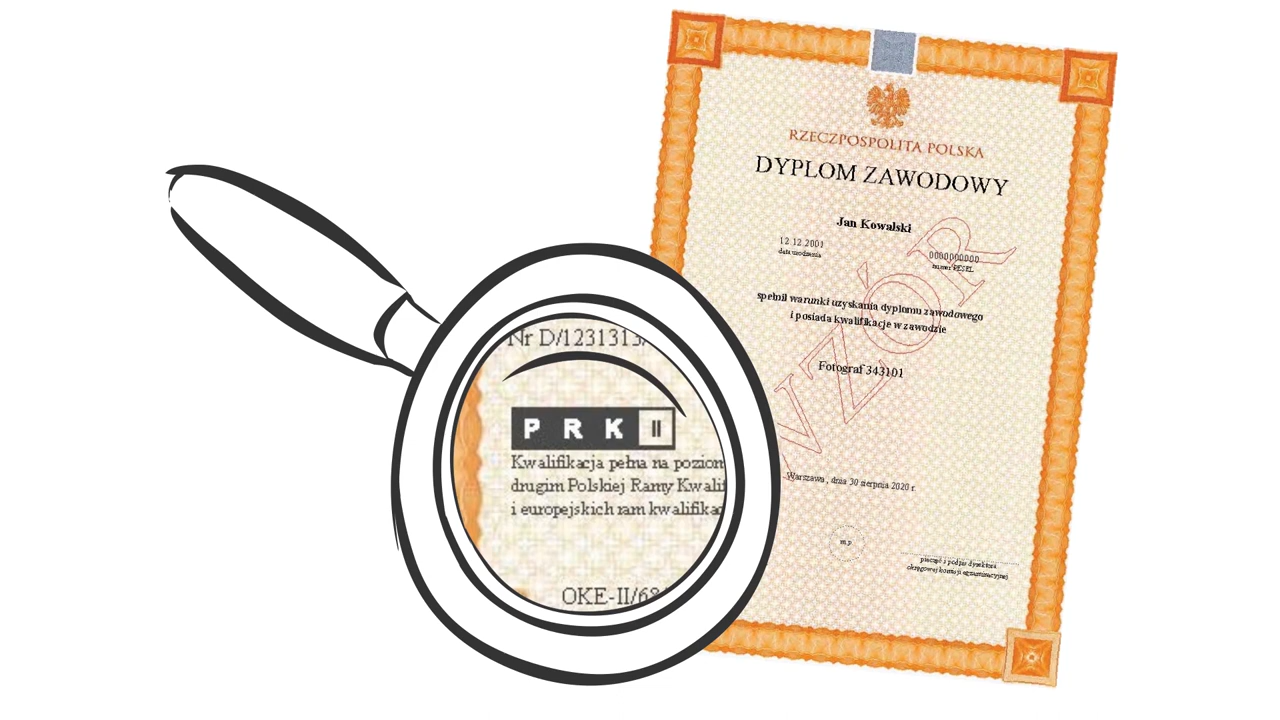 RZECZPOSPOLITA POLSKA
DYPLOM ZAWODOWY
Jan Kowalski
12.12.2001
data urodzenia
0000000000
numer PESEL
spełnił warunki uzyskania dyplomu zawodowego
i posiada kwalifikacje w zawodzie
Fotograf 343101
WZÓR
Warszawa, dnia 30 sierpnia 2020 r.
m.p.
pieczęć i podpis dyrektora
okręgowej komisji egzaminacyjnej
Nr D/1231313/
P R K II
Kwalifikacja pełna na poziom
drugim Polskiej Ramy Kwalif
i europejskich ram kwalifikac
OKE-II/68